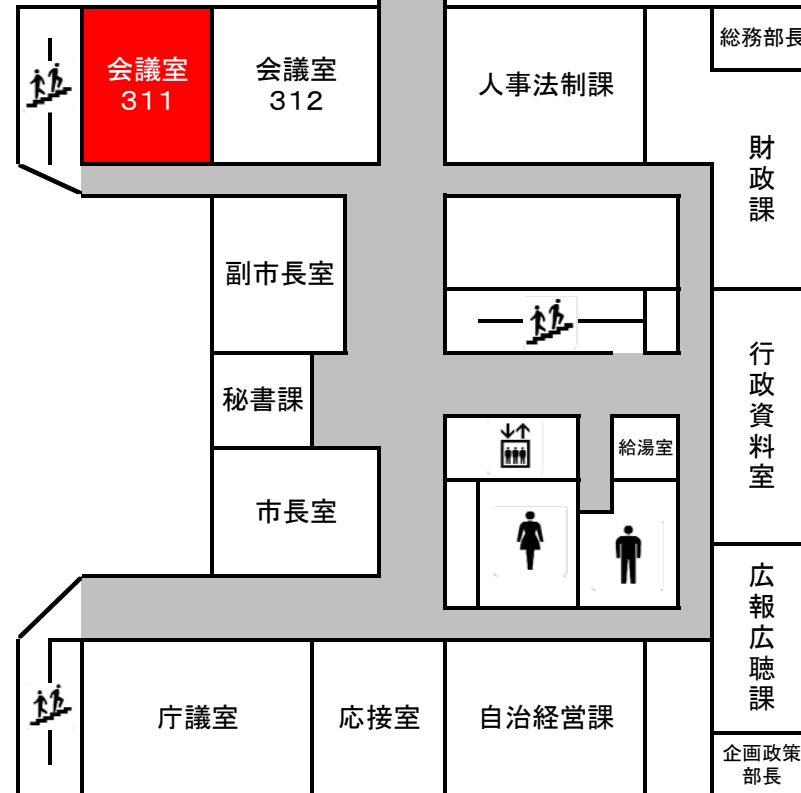 会議室
311
会議室
312
人事法制課
総務部長
財政課
副市長室
行政資料室
秘書課
給湯室
市長室
広報広聴課
庁議室
応接室
自治経営課
企画政策
部長